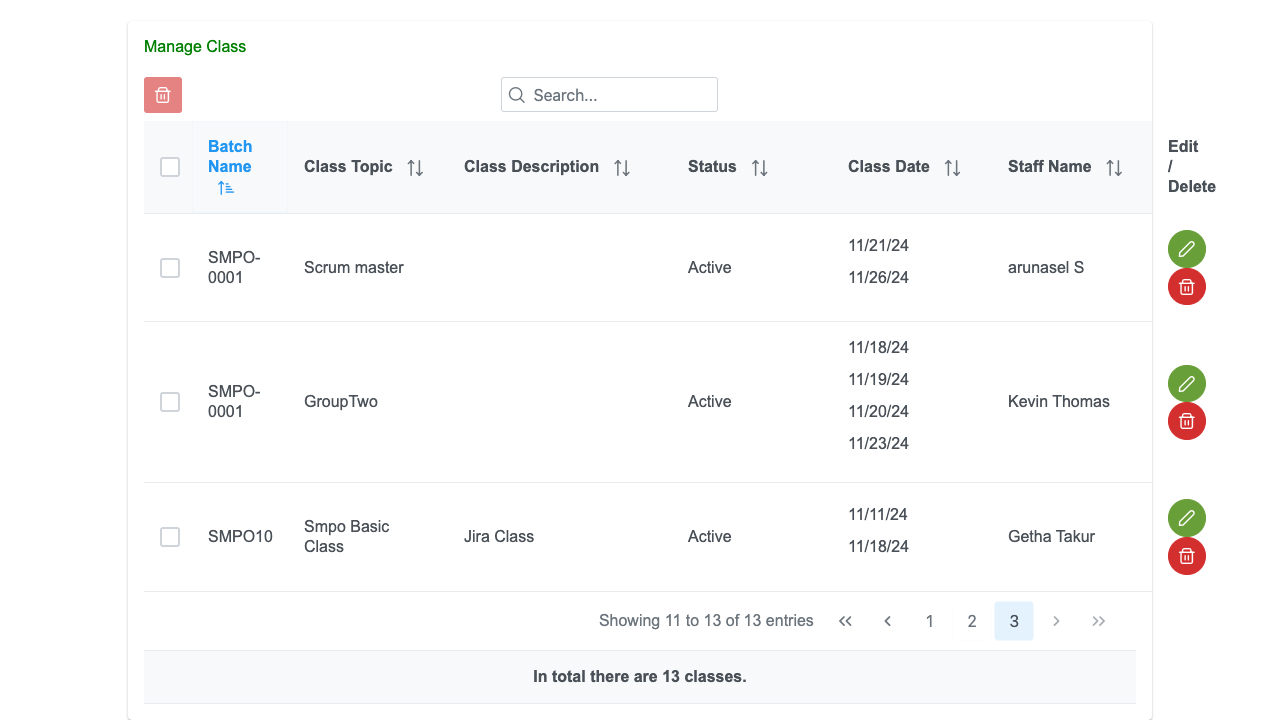 Manage Class
Search...
Batch Name
Class Topic
Class Description
Status
Class Date
Staff Name
Edit / Delete
SMPO-0001
Scrum master
Active
11/21/24
11/26/24
arunasel S
SMPO-0001
GroupTwo
Active
11/18/24
11/19/24
11/20/24
11/23/24
Kevin Thomas
SMPO10
Smpo Basic Class
Jira Class
Active
11/11/24
11/18/24
Getha Takur
Showing 11 to 13 of 13 entries
1
2
3
In total there are 13 classes.